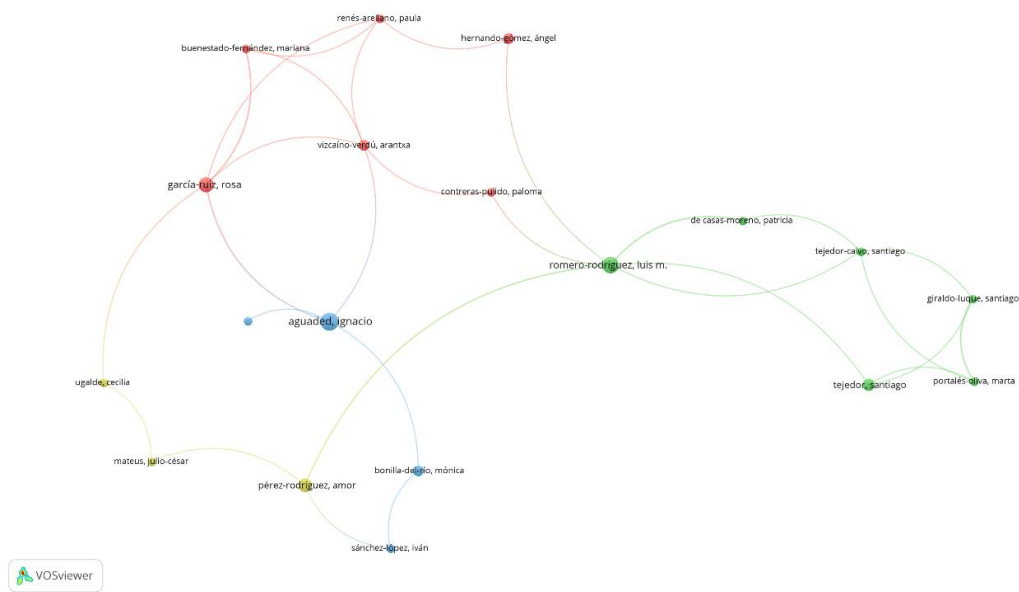 renés-arellano, paula
hernando-gómez, ángel
buenestado-fernández, mariana
vizcaíno-verdú, arantxa
garcía-ruiz, rosa
contreras-pulido, paloma
de casas-moreno, patricia
tejedor-calvo, santiago
romero-rodríguez, luis m.
giraldo-luque, santiago
aguaded, ignacio
ugalde, cecilia
tejedor, santiago
portalés-oliva, marta
mateus, julio-césar
bonilla-del-río, mónica
pérez-rodríguez, amor
sánchez-lópez, iván
VOSviewer